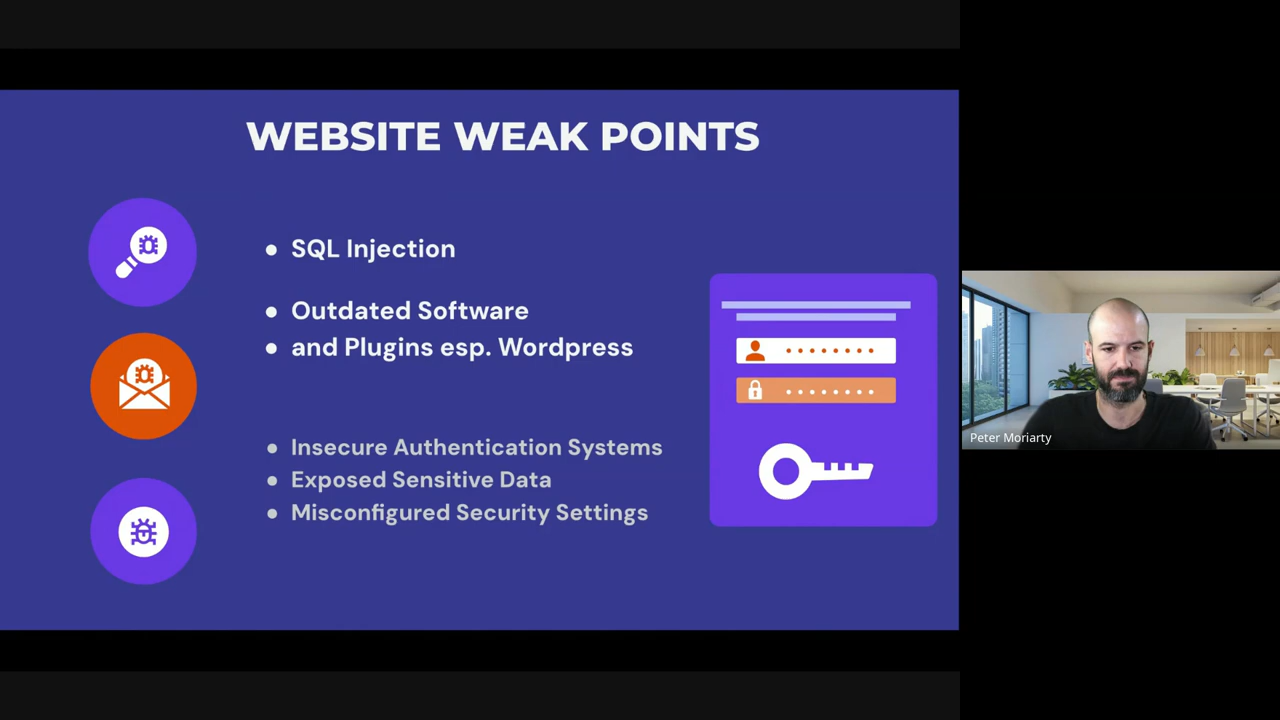 WEBSITE WEAK POINTS
● SQL Injection
● Outdated Software
● and Plugins esp. Wordpress
● Insecure Authentication Systems
● Exposed Sensitive Data
● Misconfigured Security Settings
Peter Moriarty